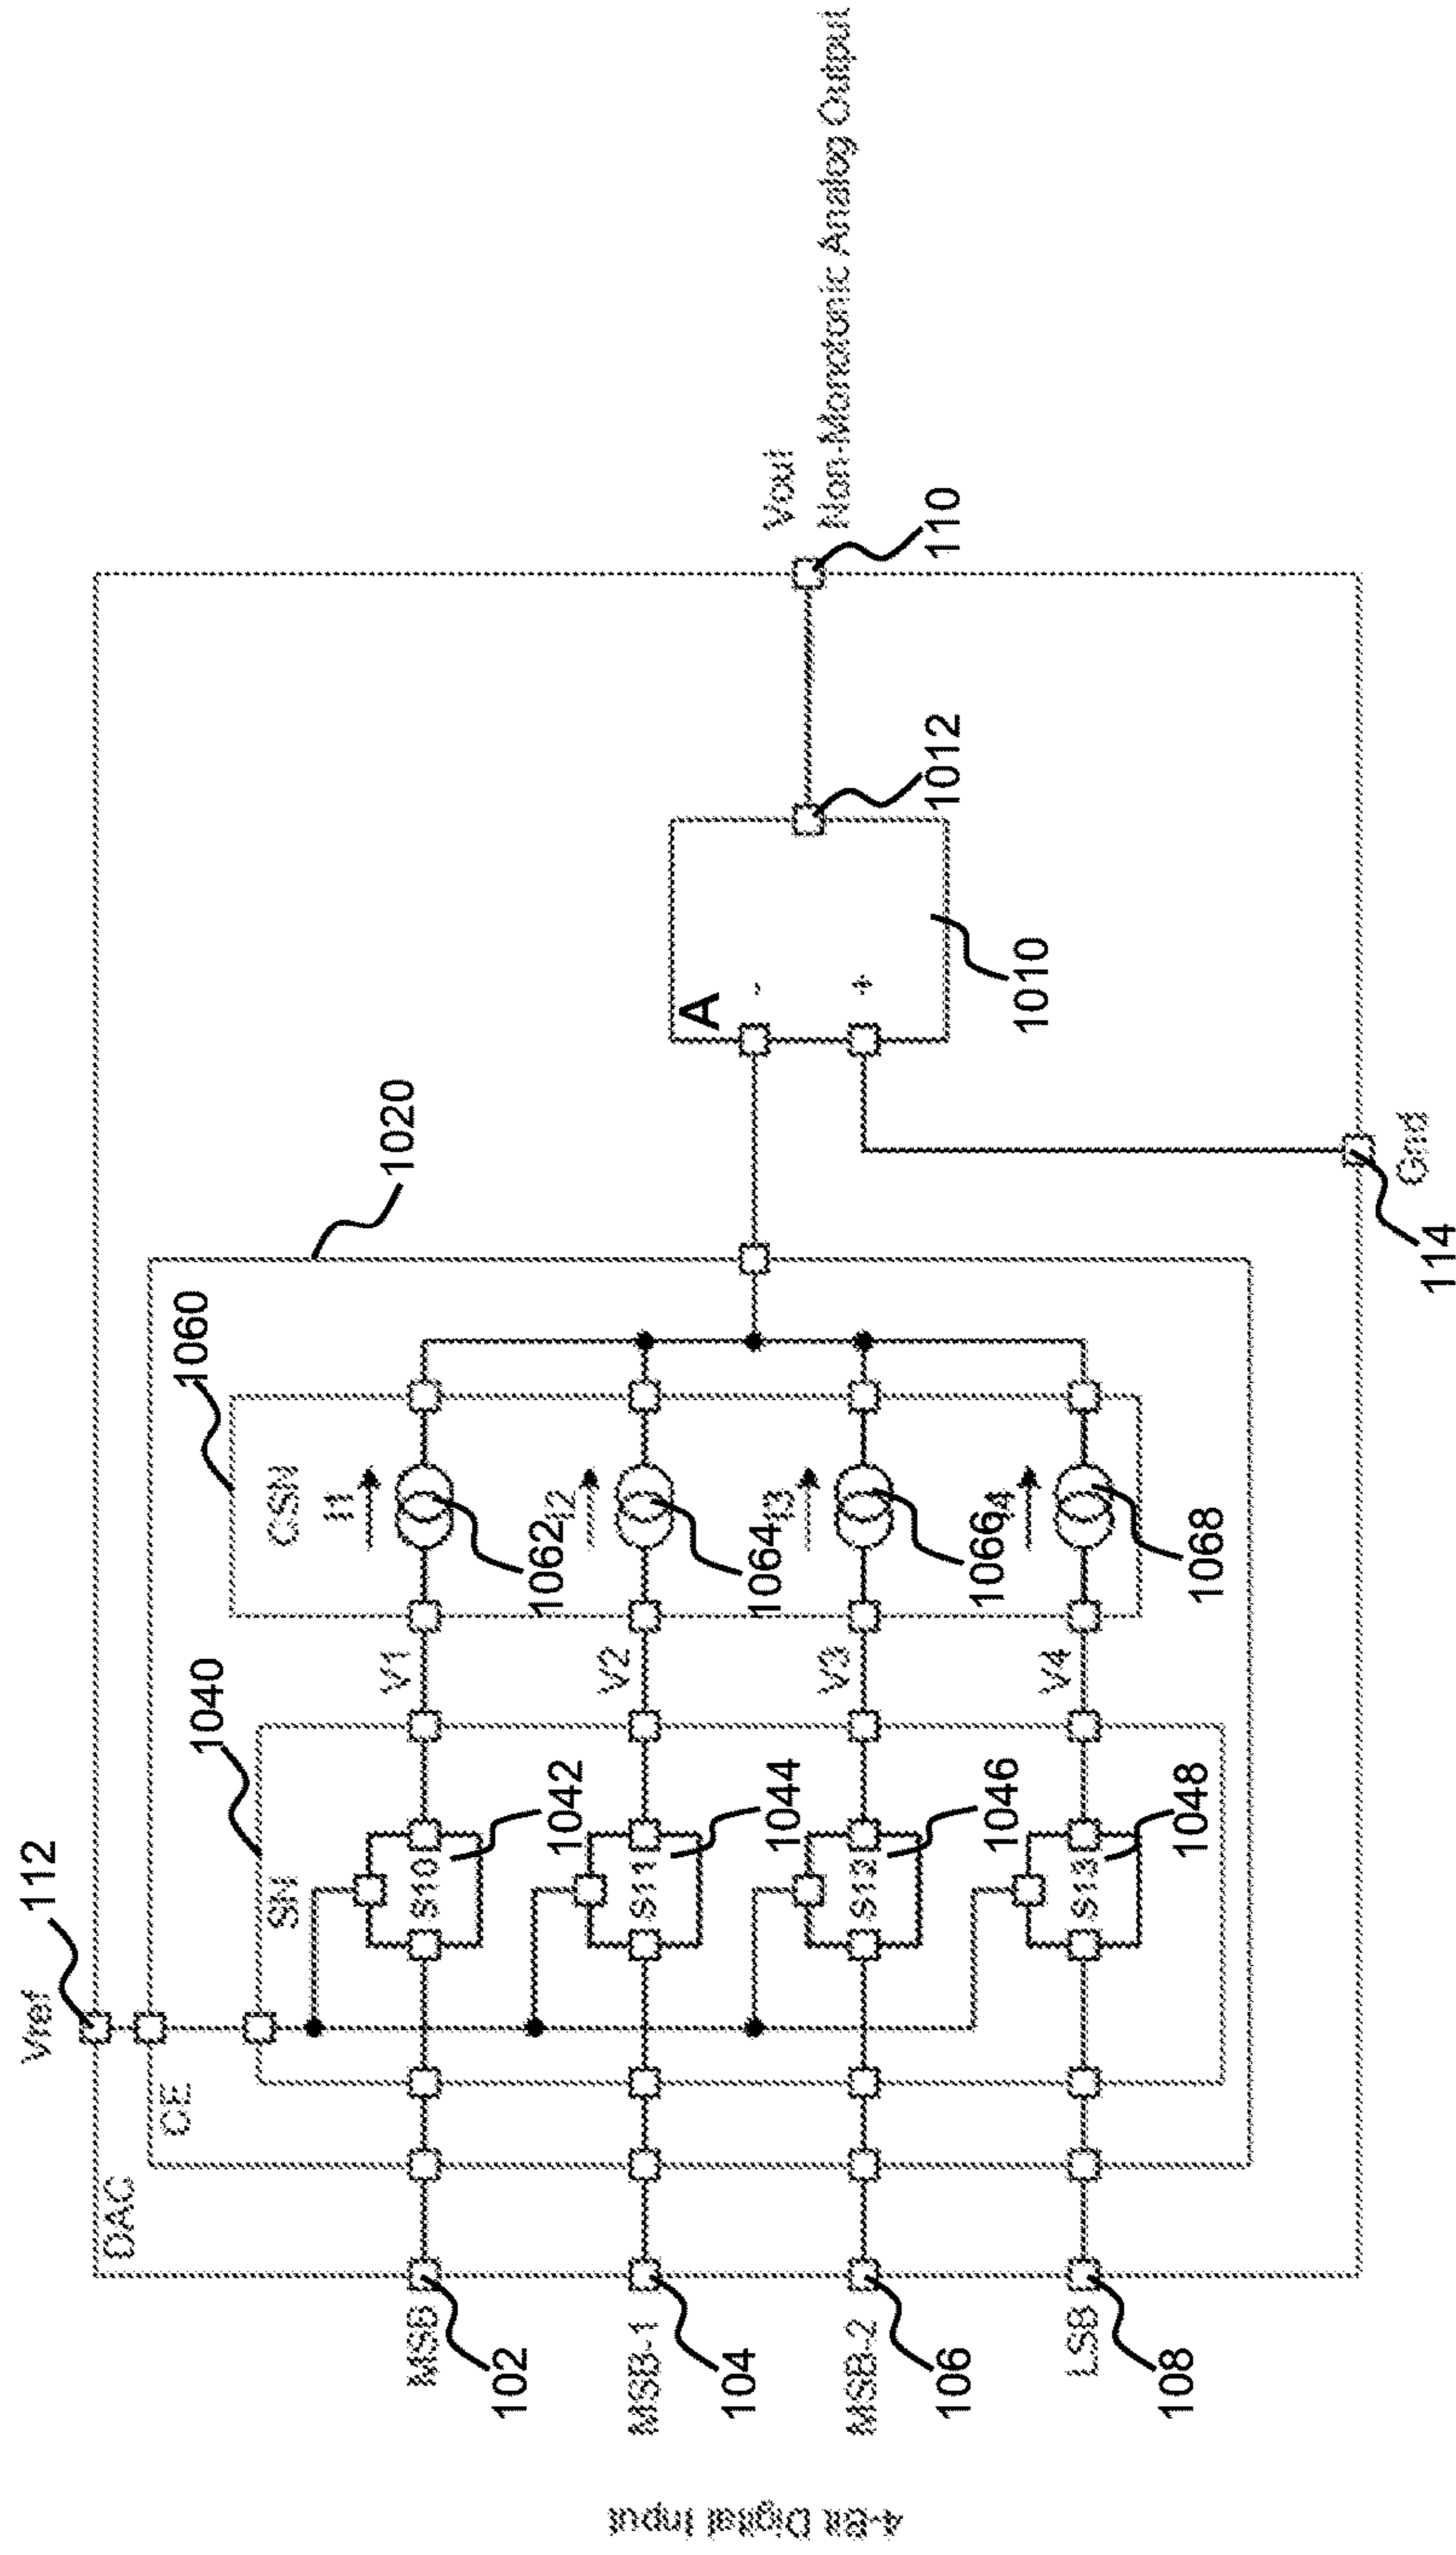 Vref
112
DAC
CE
1020
1040
SN
1060
CSN
I1
MSB
102
S10
1042
V1
1062
I2
MSB-1
104
S11
1044
V2
1064
I3
MSB-2
106
S12
1046
V3
1066
I4
LSB
108
S13
1048
V4
1068
A
-
+
1010
1012
Vout
110
Non-Monotonic Analog Output
Gnd
114
4-Bit Digital Input